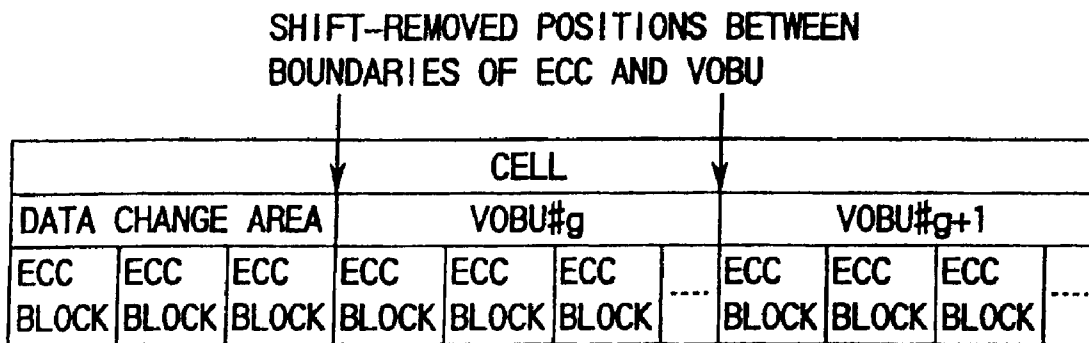 SHIFT-REMOVED POSITIONS BETWEEN
BOUNDARIES OF ECC AND VOBU
CELL
DATA CHANGE AREA VOBU#g VOBU#g+1
ECC ECC ECC ECC ECC ECC ECC ECC ECC
BLOCK BLOCK BLOCK BLOCK BLOCK BLOCK ..... BLOCK BLOCK BLOCK .....